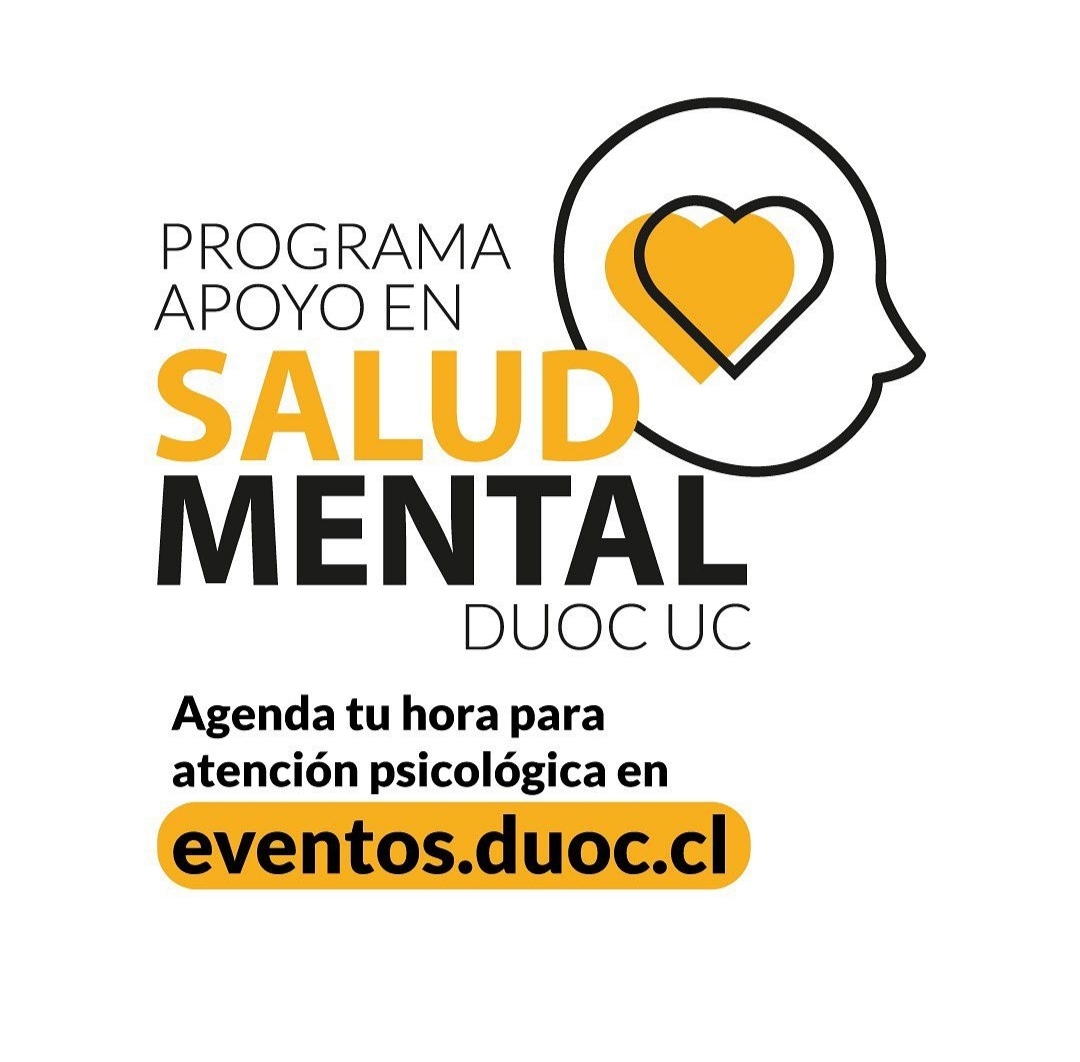 PROGRAMA
APOYO EN
SALUD
MENTAL
DUOC UC
Agenda tu hora para
atención psicológica en
eventos.duoc.cl